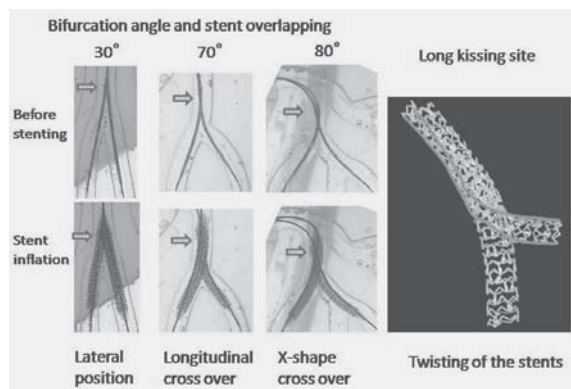 Bifurcation angle and stent overlapping
30° 70° 80°
Long kissing site
Before
stenting
Stent
inflation
Lateral
position
Longitudinal
cross over
X-shape
cross over
Twisting of the stents